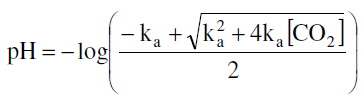 pH = −log( (−kₐ + √(kₐ² + 4kₐ[CO₂])) / 2 )